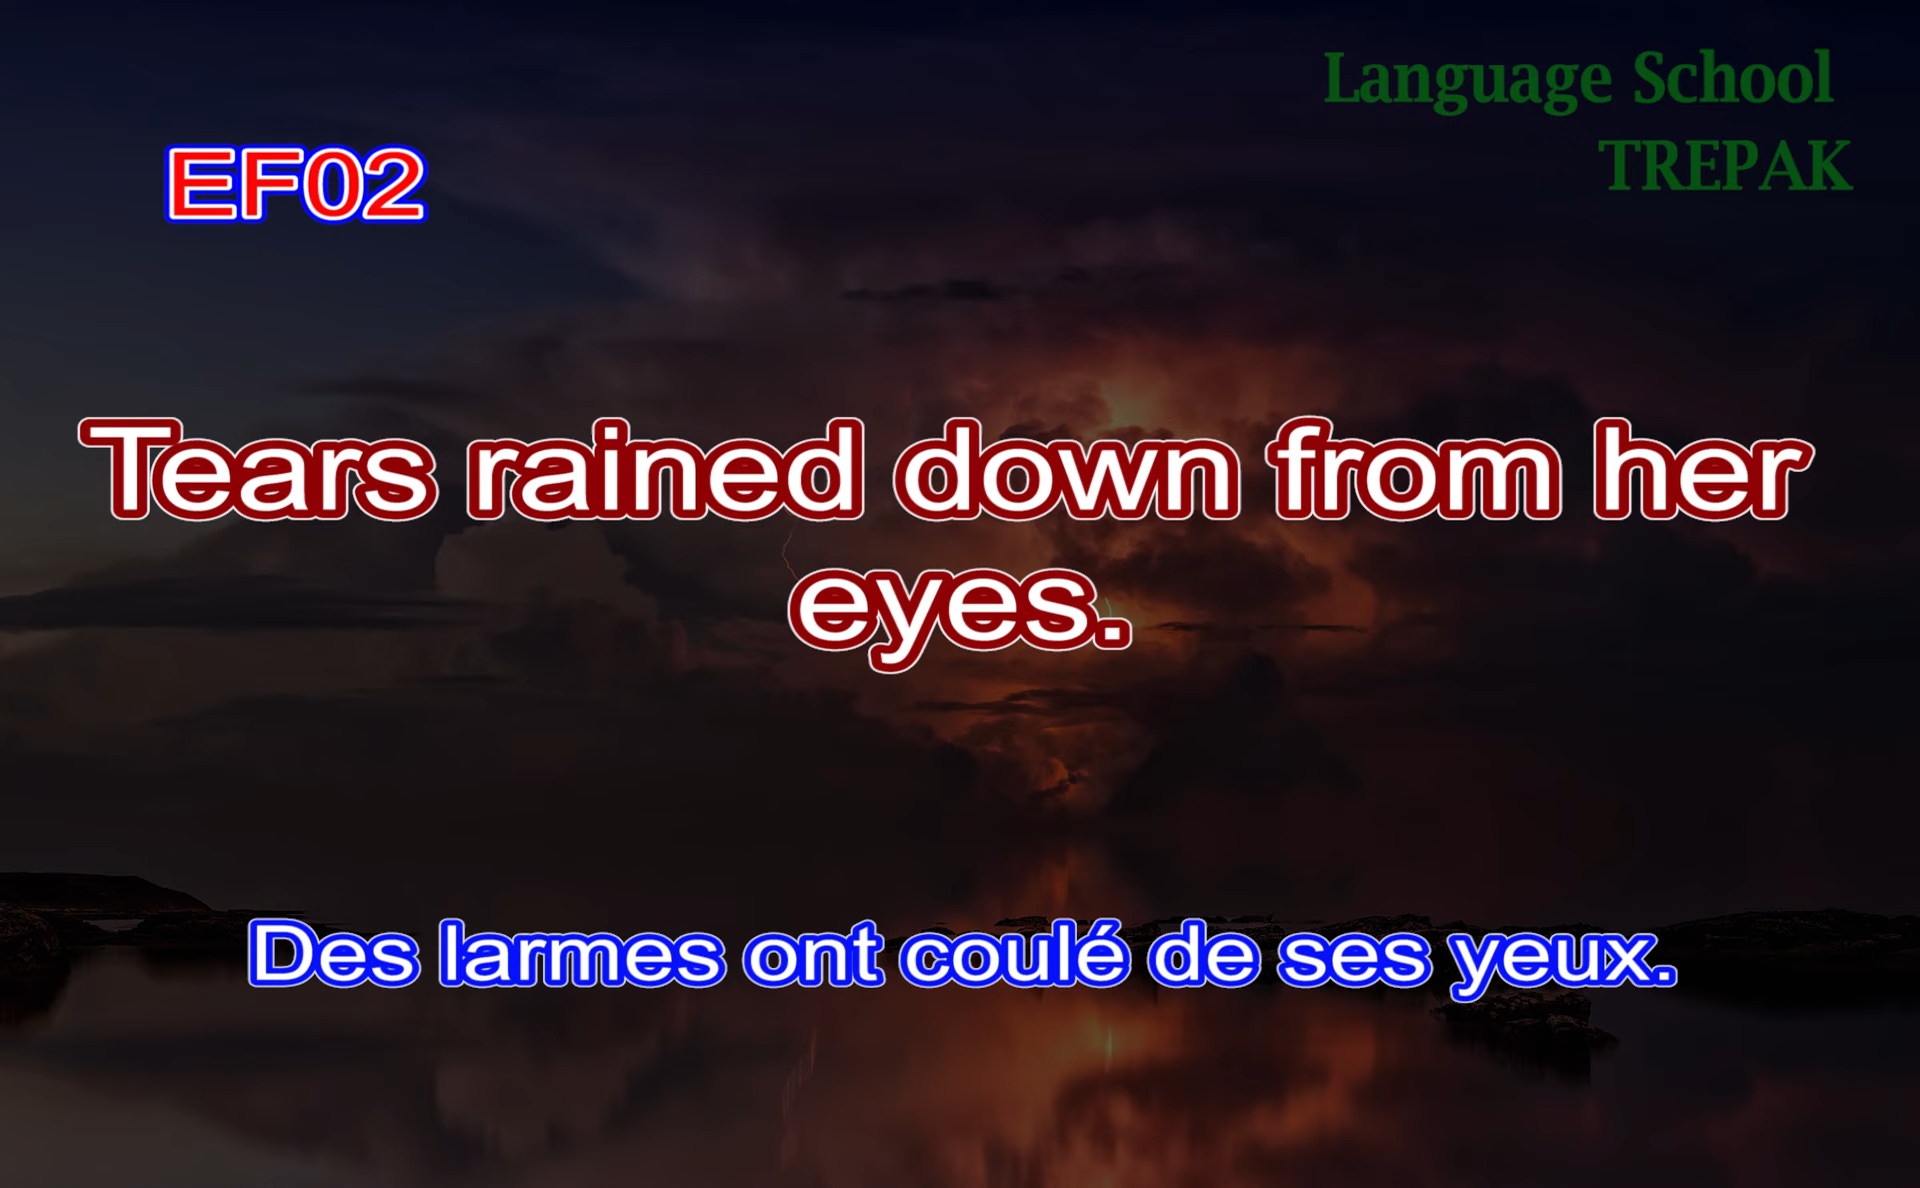 Language School
TREPAK
EF02
Tears rained down from her
eyes.
Des larmes ont coulé de ses yeux.